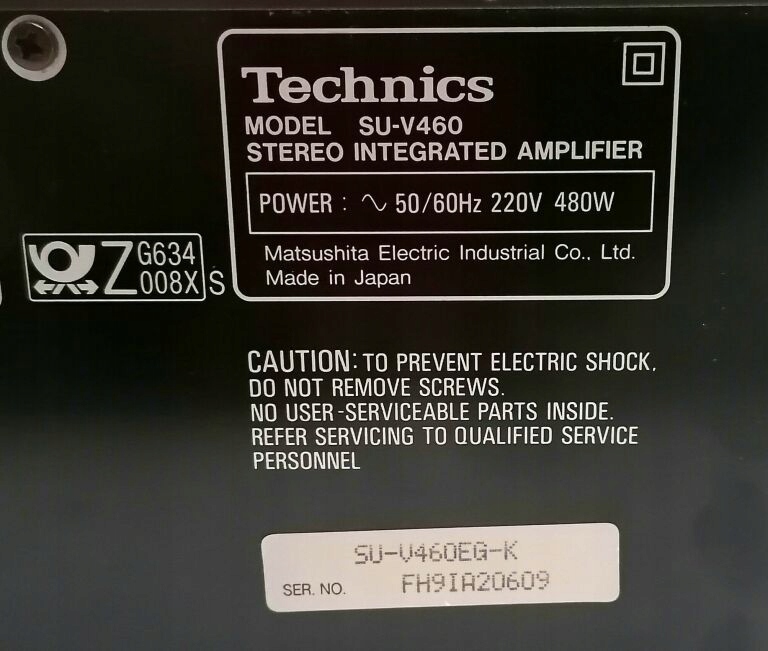 Technics
MODEL SU-V460
STEREO INTEGRATED AMPLIFIER
POWER : ∿ 50/60Hz 220V 480W
Matsushita Electric Industrial Co., Ltd.
Made in Japan
Z G634
008X S
CAUTION: TO PREVENT ELECTRIC SHOCK,
DO NOT REMOVE SCREWS.
NO USER-SERVICEABLE PARTS INSIDE.
REFER SERVICING TO QUALIFIED SERVICE
PERSONNEL
SU-V460EG-K
SER. NO. FH9IA20609